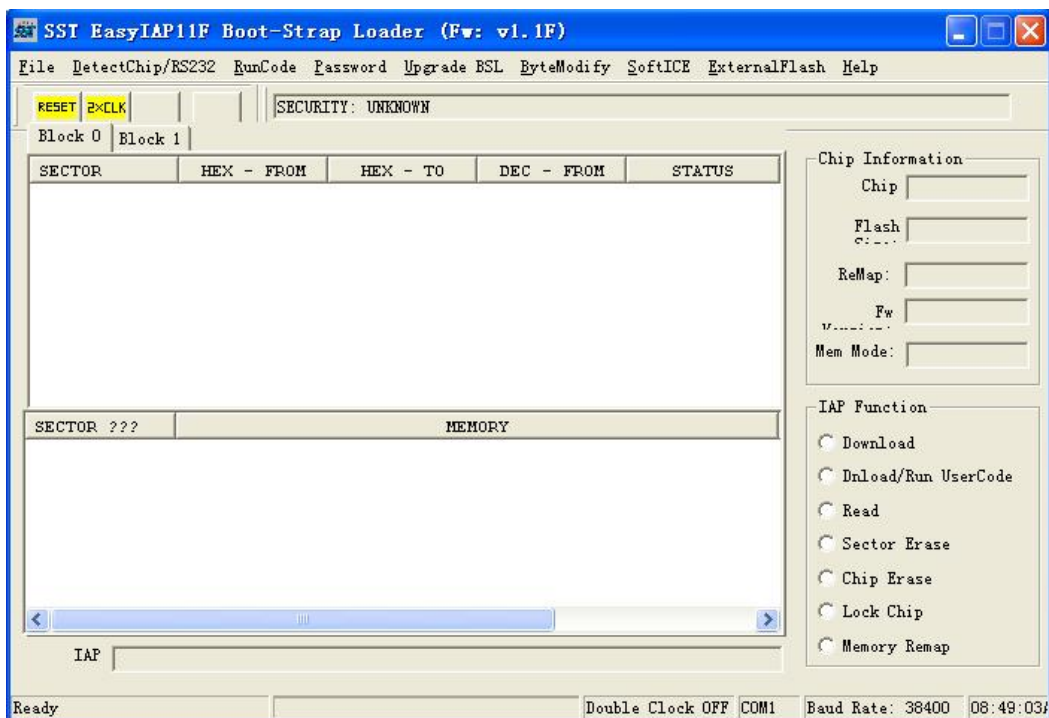 SST EasyIAP11F Boot-Strap Loader (Fw: v1.1F)
File DetectChip/RS232 RunCode Password Upgrade BSL ByteModify SoftICE ExternalFlash Help
RESET 2xCLK SECURITY: UNKNOWN
Block 0 Block 1
SECTOR HEX - FROM HEX - TO DEC - FROM STATUS
Chip Information
Chip
Flash
ReMap:
Fw
Mem Mode:
SECTOR ??? MEMORY
IAP Function
Download
Dnload/Run UserCode
Read
Sector Erase
Chip Erase
Lock Chip
Memory Remap
IAP
Ready Double Clock OFF COM1 Baud Rate: 38400 08:49:03